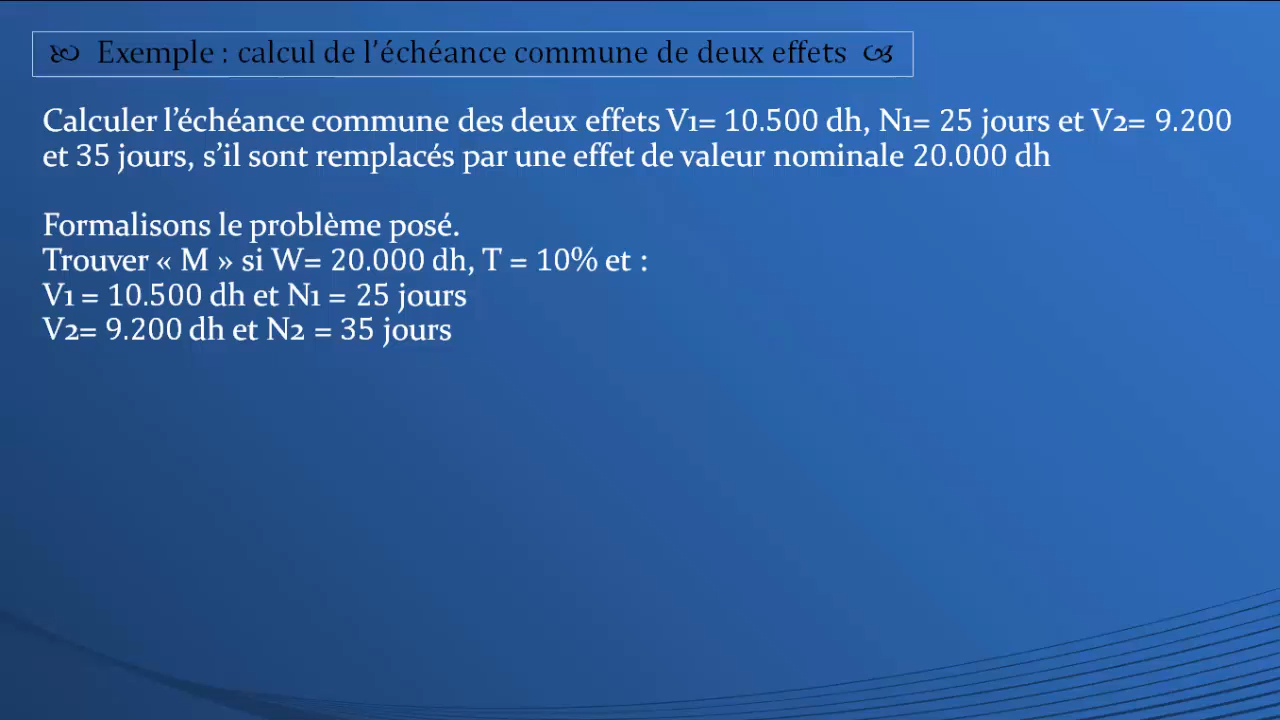 Exemple : calcul de l'échéance commune de deux effets
Calculer l'échéance commune des deux effets V1= 10.500 dh, N1= 25 jours et V2= 9.200
et 35 jours, s'il sont remplacés par une effet de valeur nominale 20.000 dh
Formalisons le problème posé.
Trouver « M » si W= 20.000 dh, T = 10% et :
V1 = 10.500 dh et N1 = 25 jours
V2= 9.200 dh et N2 = 35 jours